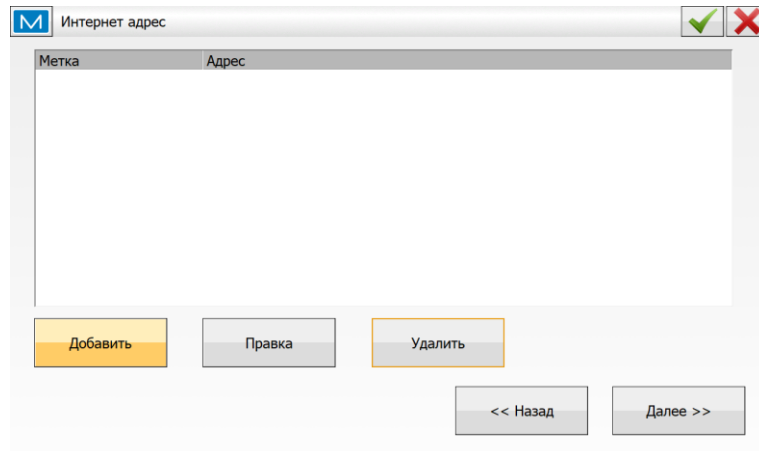 Интернет адрес
Метка Адрес
Добавить Правка Удалить
<< Назад Далее >>